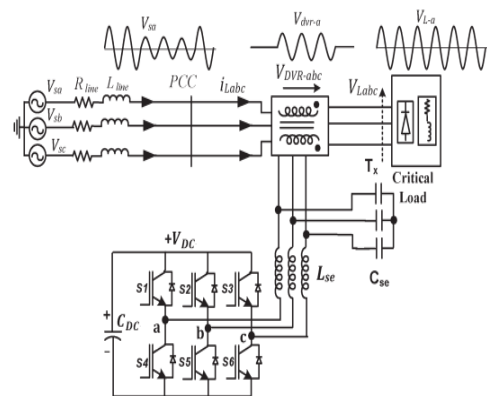 V_sa V_dvr-a V_L-a
V_sa R_line L_line PCC i_Labc V_DVR-abc V_Labc
V_sb
V_sc
T_x Critical
Load
+V_DC L_se C_se
S1 S2 S3
+ C_DC a b c
−
S4 S5 S6